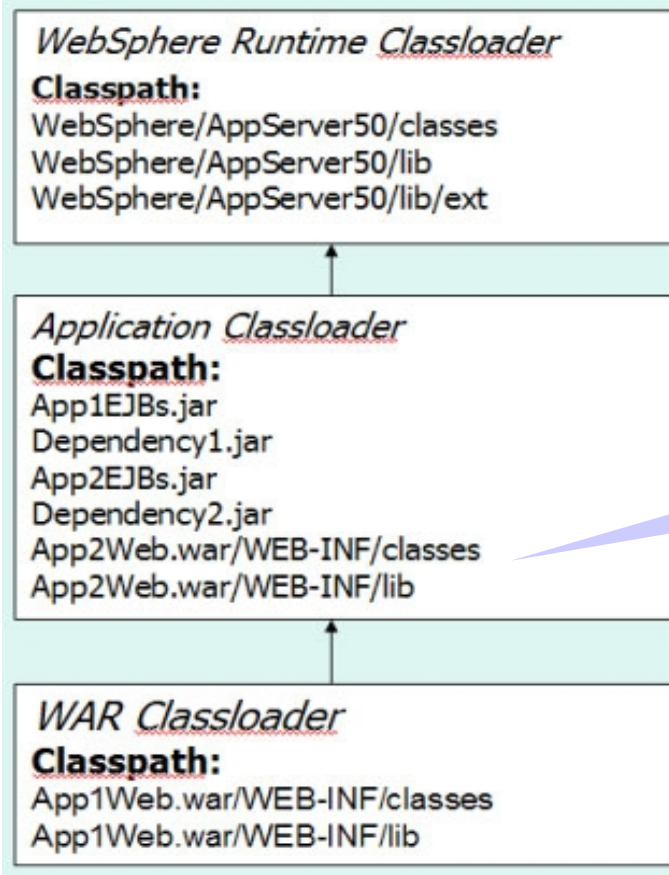 WebSphere Runtime Classloader
Classpath:
WebSphere/AppServer50/classes
WebSphere/AppServer50/lib
WebSphere/AppServer50/lib/ext
Application Classloader
Classpath:
App1EJBs.jar
Dependency1.jar
App2EJBs.jar
Dependency2.jar
App2Web.war/WEB-INF/classes
App2Web.war/WEB-INF/lib
WAR Classloader
Classpath:
App1Web.war/WEB-INF/classes
App1Web.war/WEB-INF/lib